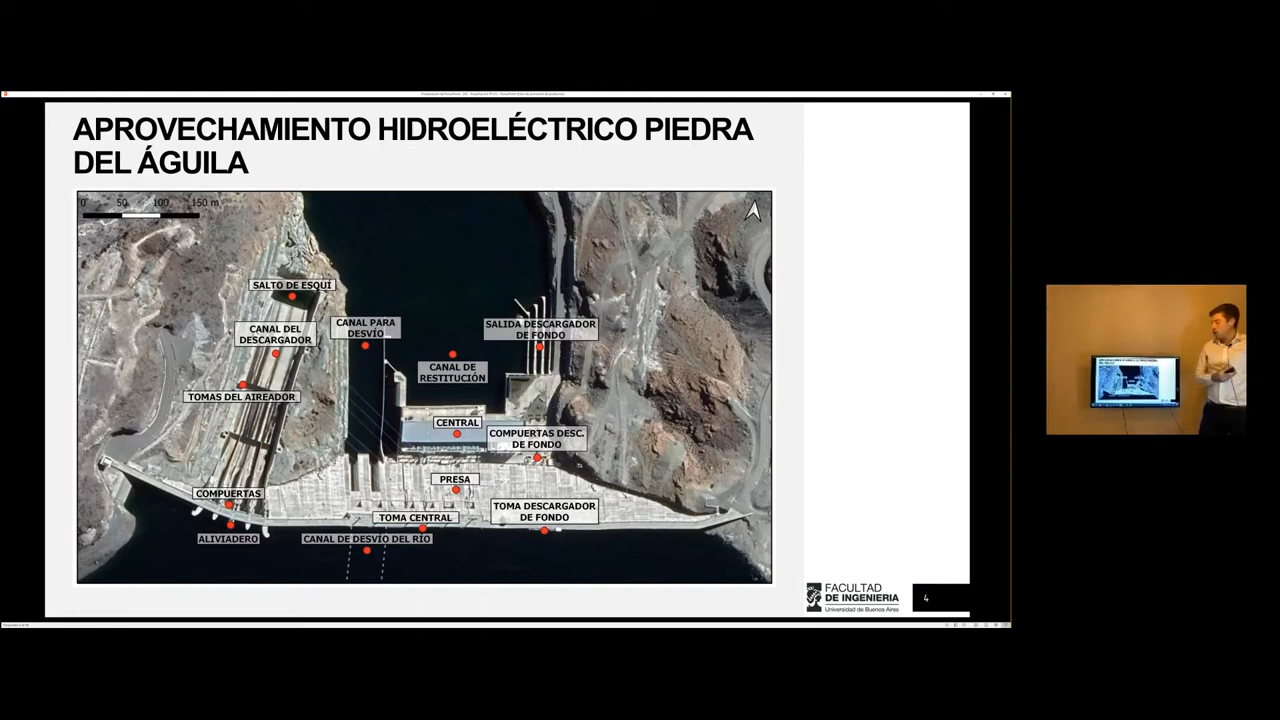 APROVECHAMIENTO HIDROELÉCTRICO PIEDRA
DEL ÁGUILA
0 50 100 150 m
SALTO DE ESQUÍ
CANAL DEL
DESCARGADOR
CANAL PARA
DESVÍO
SALIDA DESCARGADOR
DE FONDO
CANAL DE
RESTITUCIÓN
TOMAS DEL AIREADOR
CENTRAL
COMPUERTAS DESC.
DE FONDO
PRESA
COMPUERTAS
TOMA CENTRAL
TOMA DESCARGADOR
DE FONDO
ALIVIADERO
CANAL DE DESVÍO DEL RÍO
FACULTAD
DE INGENIERIA
Universidad de Buenos Aires
4